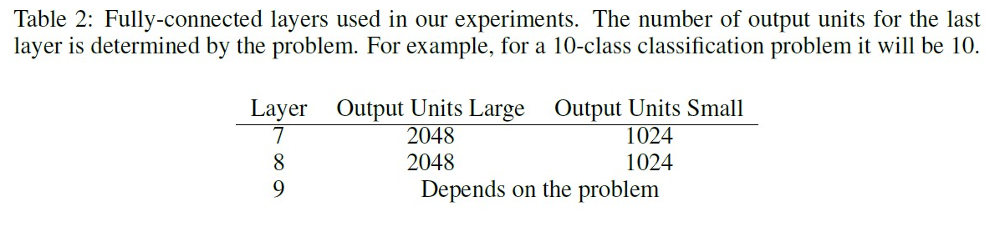 Table 2: Fully-connected layers used in our experiments. The number of output units for the last
layer is determined by the problem. For example, for a 10-class classification problem it will be 10.
Layer Output Units Large Output Units Small
7 2048 1024
8 2048 1024
9 Depends on the problem